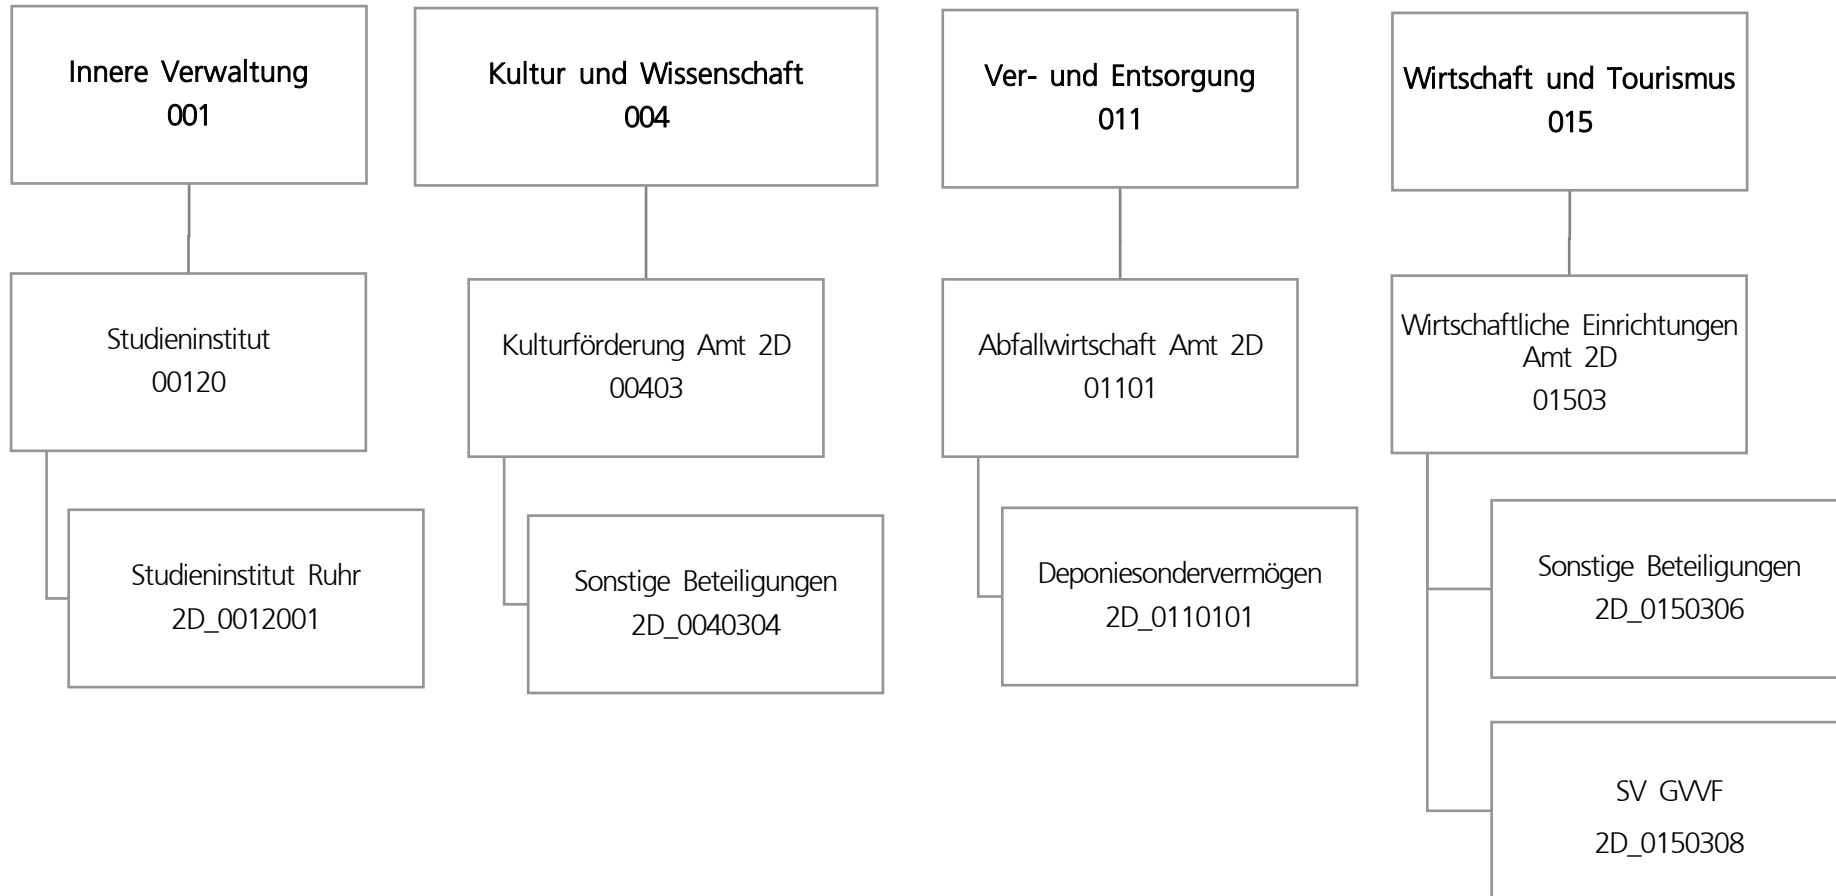 Innere Verwaltung
001
Studieninstitut
00120
Studieninstitut Ruhr
2D_0012001
Kultur und Wissenschaft
004
Kulturförderung Amt 2D
00403
Sonstige Beteiligungen
2D_0040304
Ver- und Entsorgung
011
Abfallwirtschaft Amt 2D
01101
Deponiesondervermögen
2D_0110101
Wirtschaft und Tourismus
015
Wirtschaftliche Einrichtungen
Amt 2D
01503
Sonstige Beteiligungen
2D_0150306
SV GVVF
2D_0150308